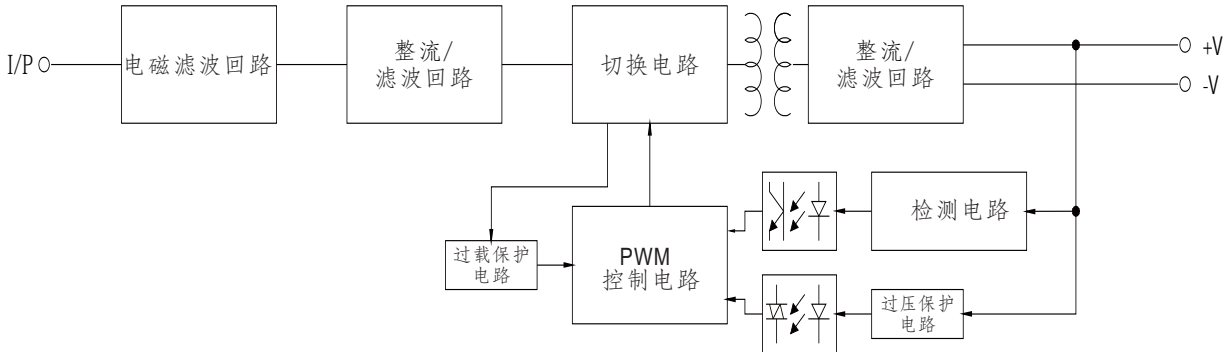 I/P
电磁滤波回路
整流/
滤波回路
切换电路
整流/
滤波回路
+V
-V
检测电路
过载保护
电路
PWM
控制电路
过压保护
电路